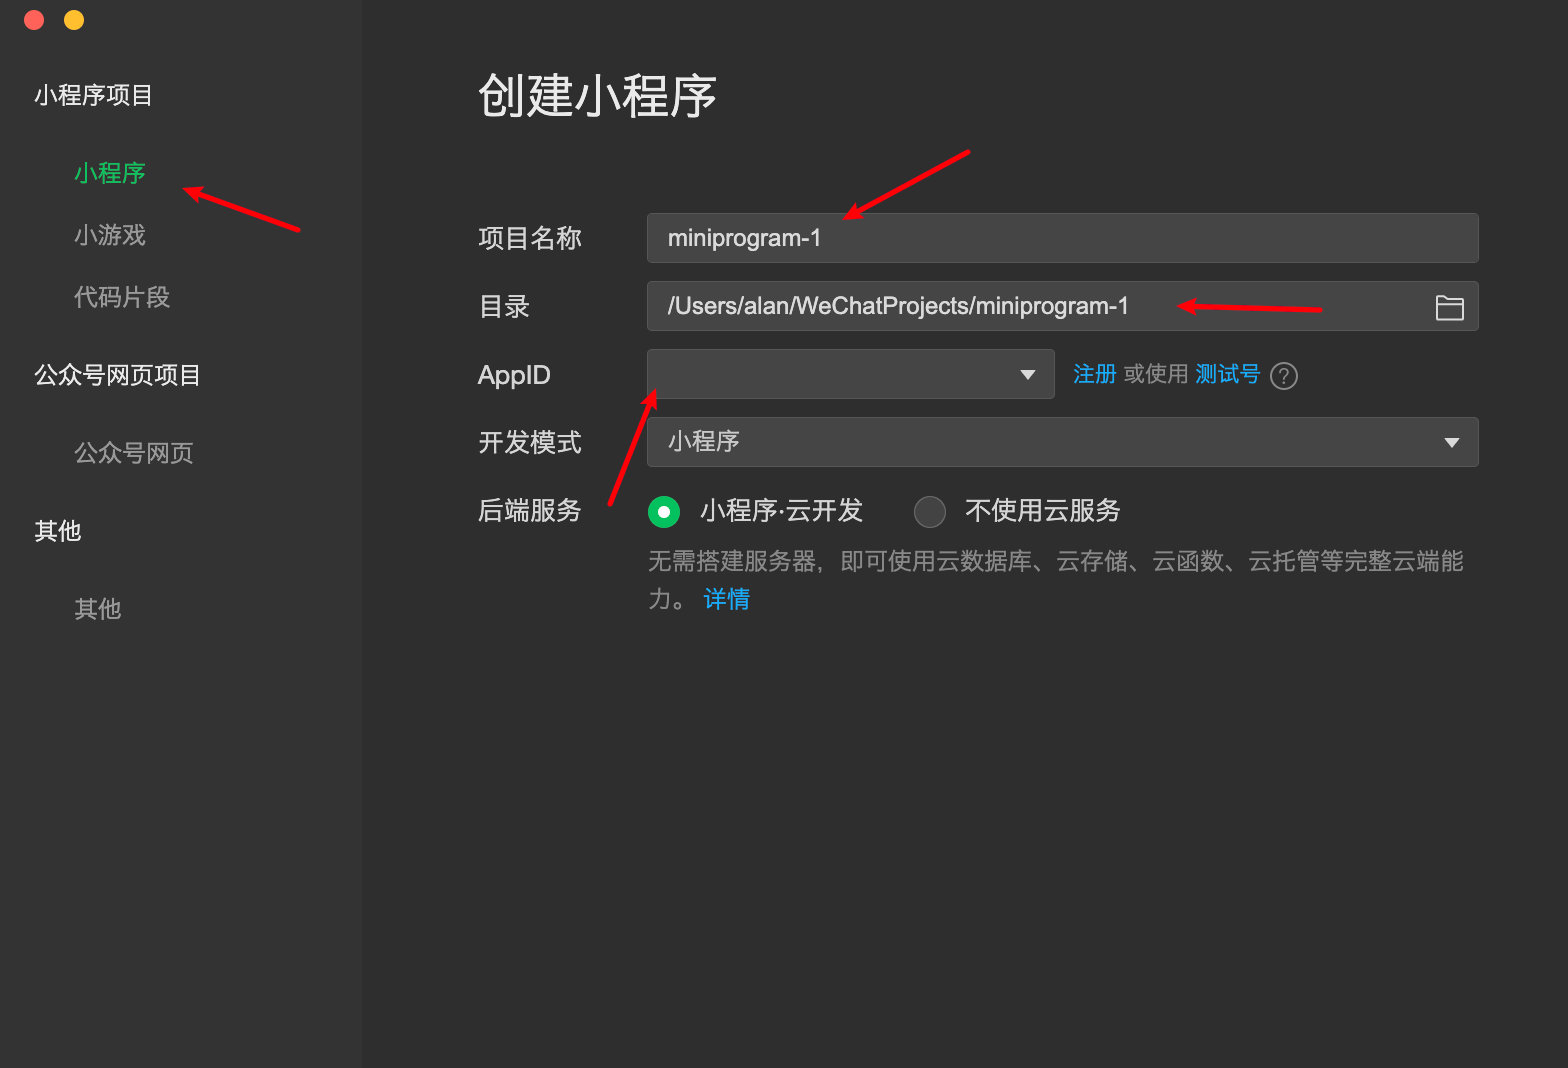 小程序项目
小程序
小游戏
代码片段
公众号网页项目
公众号网页
其他
其他
创建小程序
项目名称 miniprogram-1
目录 /Users/alan/WeChatProjects/miniprogram-1
AppID 注册 或使用 测试号 ?
开发模式 小程序
后端服务 小程序·云开发 不使用云服务
无需搭建服务器，即可使用云数据库、云存储、云函数、云托管等完整云端能
力。 详情